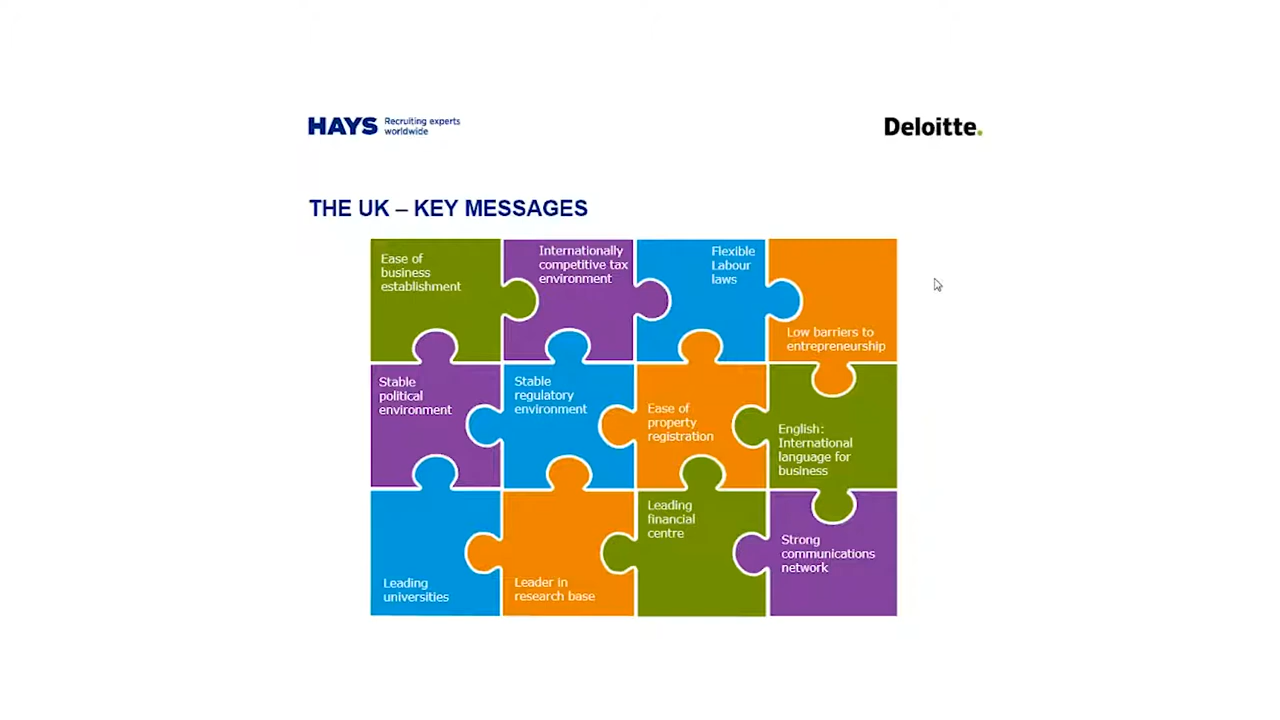 HAYS Recruiting experts
worldwide
Deloitte.
THE UK – KEY MESSAGES
Ease of
business
establishment
Internationally
competitive tax
environment
Flexible
Labour
laws
Low barriers to
entrepreneurship
Stable
political
environment
Stable
regulatory
environment
Ease of
property
registration
English:
International
language for
business
Leading
universities
Leader in
research base
Leading
financial
centre
Strong
communications
network